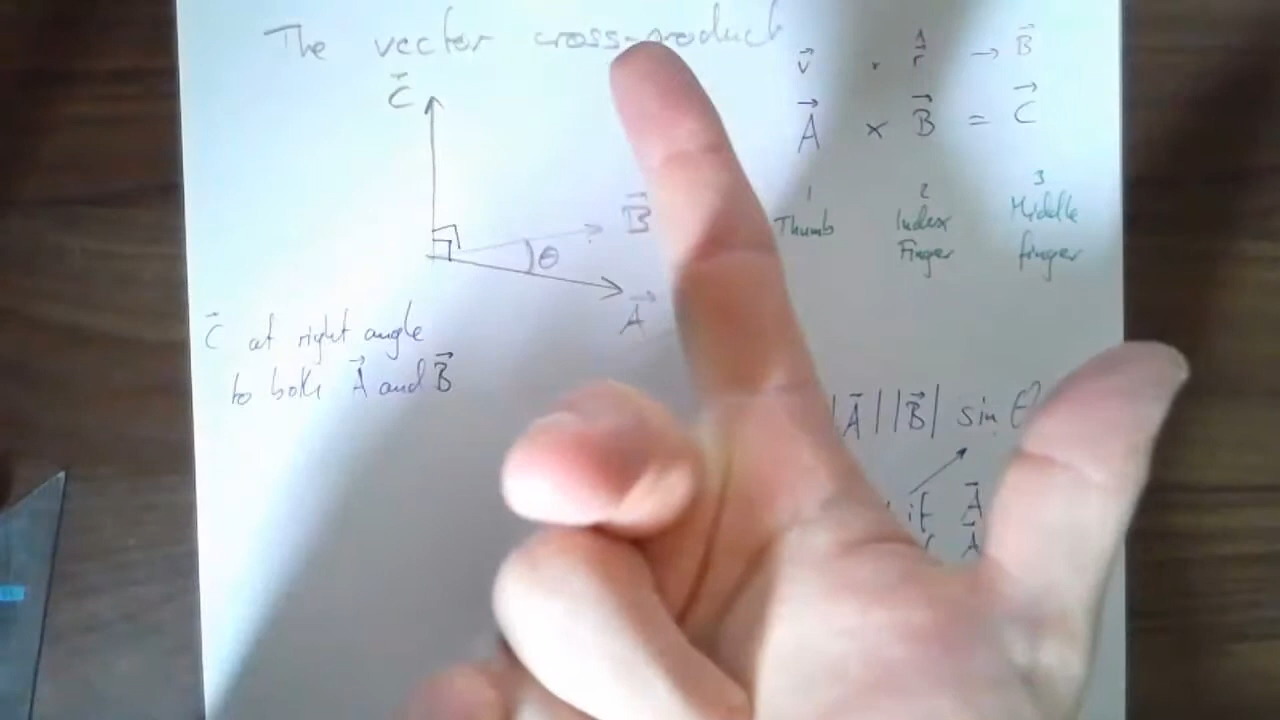 The vector cross-product
C⃗
B⃗
θ
A⃗
C⃗ at right angle
to both A⃗ and B⃗
v⃗ · r̂ → B⃗
A⃗ × B⃗ = C⃗
1 2 3
Thumb Index Finger Middle finger
|A⃗||B⃗| sin θ
if A⃗
A⃗